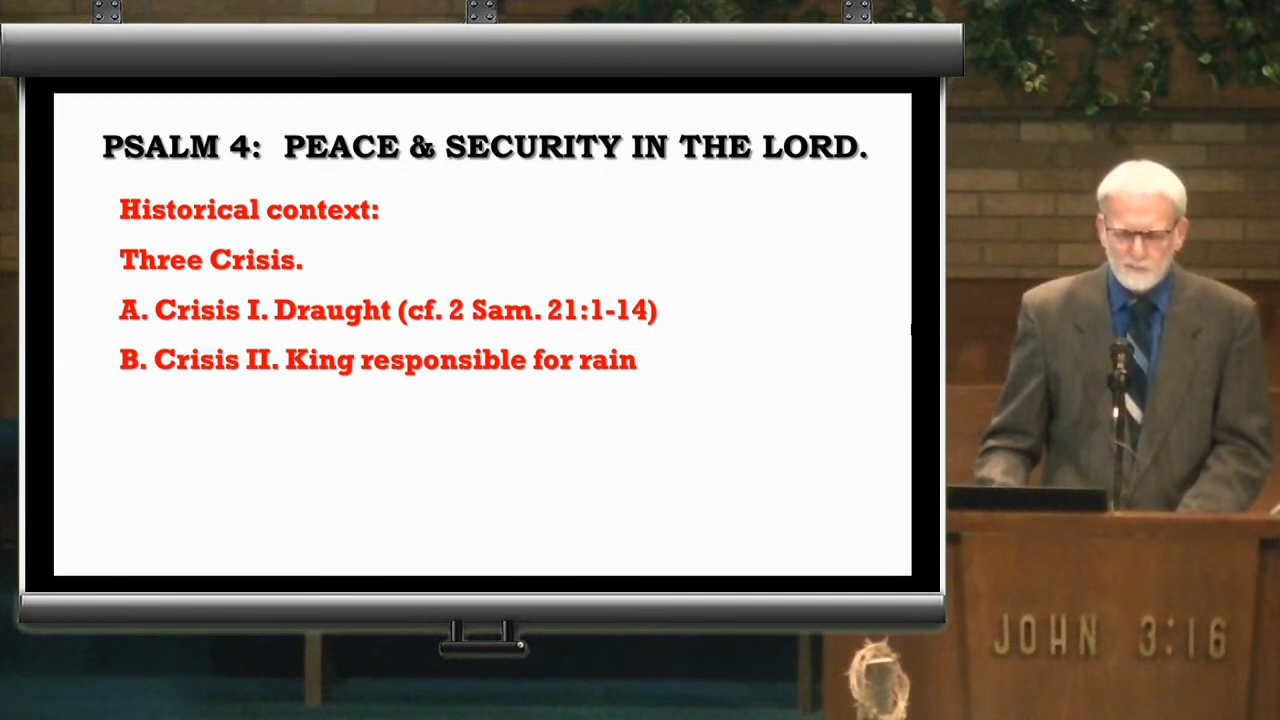 PSALM 4: PEACE & SECURITY IN THE LORD.
Historical context:
Three Crisis.
A. Crisis I. Draught (cf. 2 Sam. 21:1-14)
B. Crisis II. King responsible for rain
JOHN 3:16